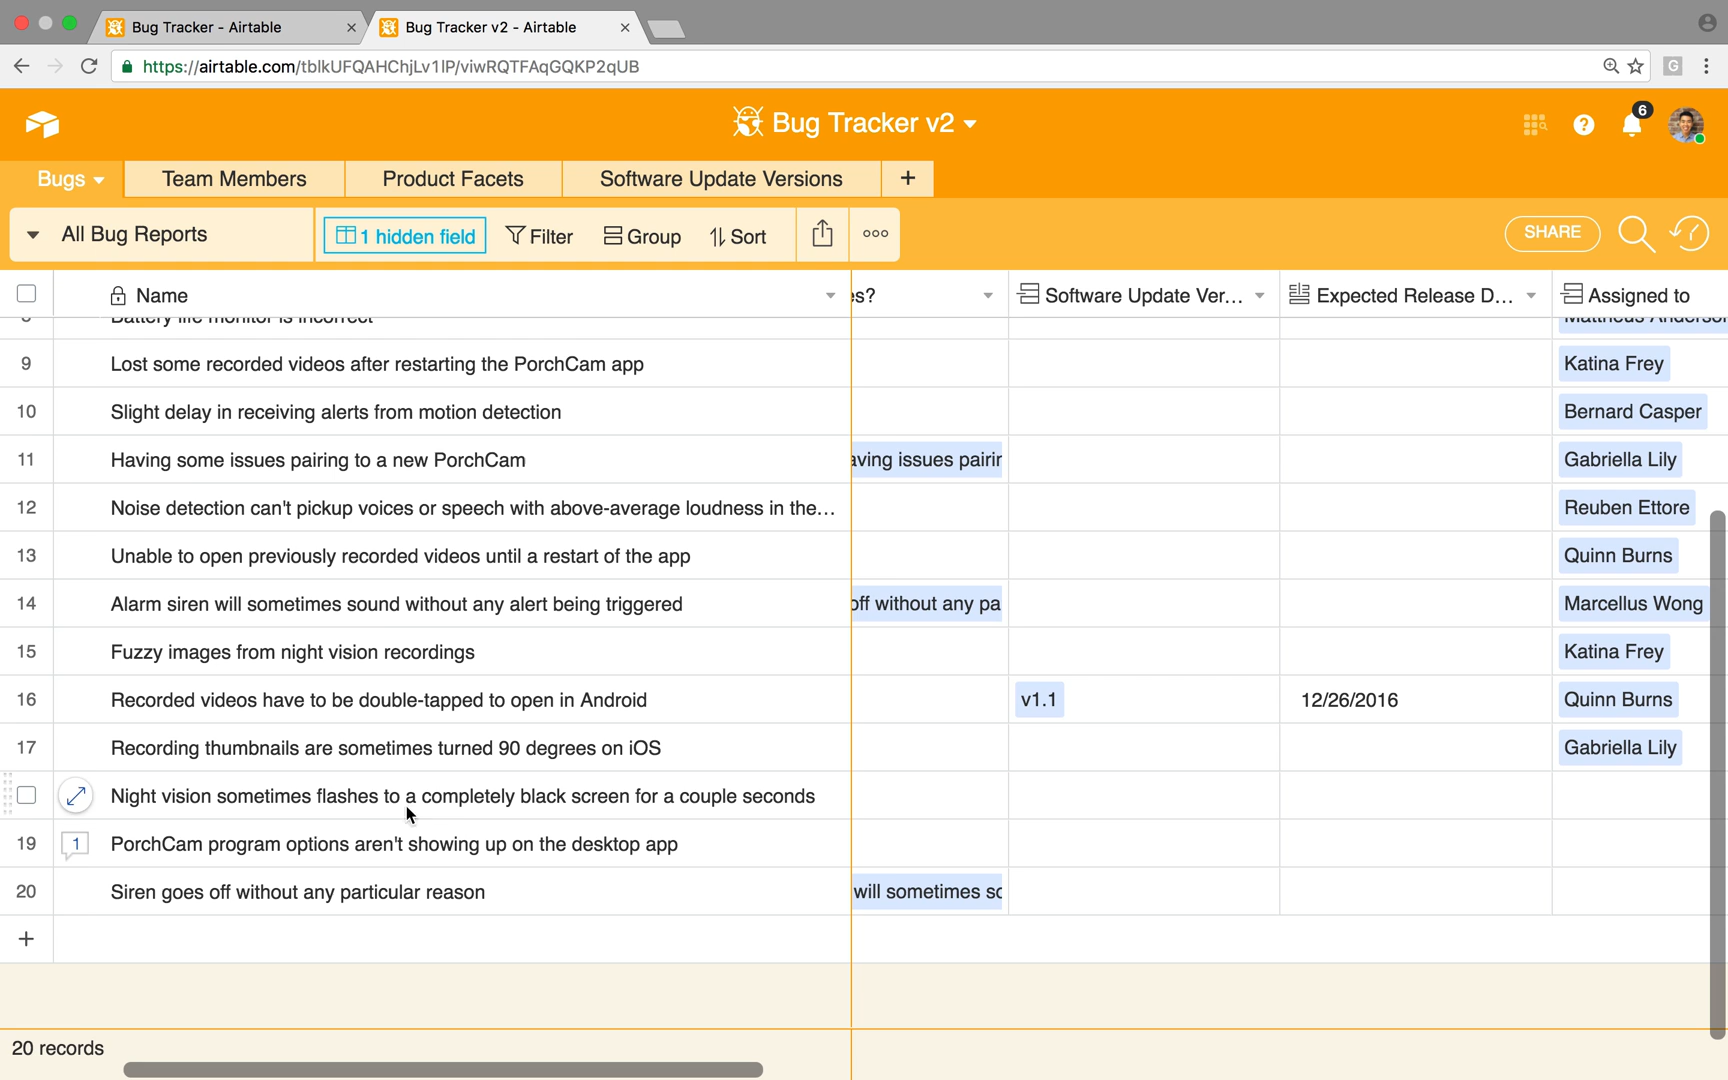 Bug Tracker - Airtable
Bug Tracker v2 - Airtable
https://airtable.com/tblkUFQAHChjLv1lP/viwRQTFAqGQKP2qUB
G
Bug Tracker v2
?
6
Bugs
Team Members
Product Facets
Software Update Versions
+
All Bug Reports
1 hidden field
Filter
Group
Sort
SHARE
Name
es?
Software Update Ver...
Expected Release D...
Assigned to
Battery life monitor is incorrect
Mattheus Anderson
9 Lost some recorded videos after restarting the PorchCam app Katina Frey
10 Slight delay in receiving alerts from motion detection Bernard Casper
11 Having some issues pairing to a new PorchCam aving issues pairin Gabriella Lily
12 Noise detection can't pickup voices or speech with above-average loudness in the... Reuben Ettore
13 Unable to open previously recorded videos until a restart of the app Quinn Burns
14 Alarm siren will sometimes sound without any alert being triggered off without any pa Marcellus Wong
15 Fuzzy images from night vision recordings Katina Frey
16 Recorded videos have to be double-tapped to open in Android v1.1 12/26/2016 Quinn Burns
17 Recording thumbnails are sometimes turned 90 degrees on iOS Gabriella Lily
Night vision sometimes flashes to a completely black screen for a couple seconds
19 1 PorchCam program options aren't showing up on the desktop app
20 Siren goes off without any particular reason will sometimes so
+
20 records